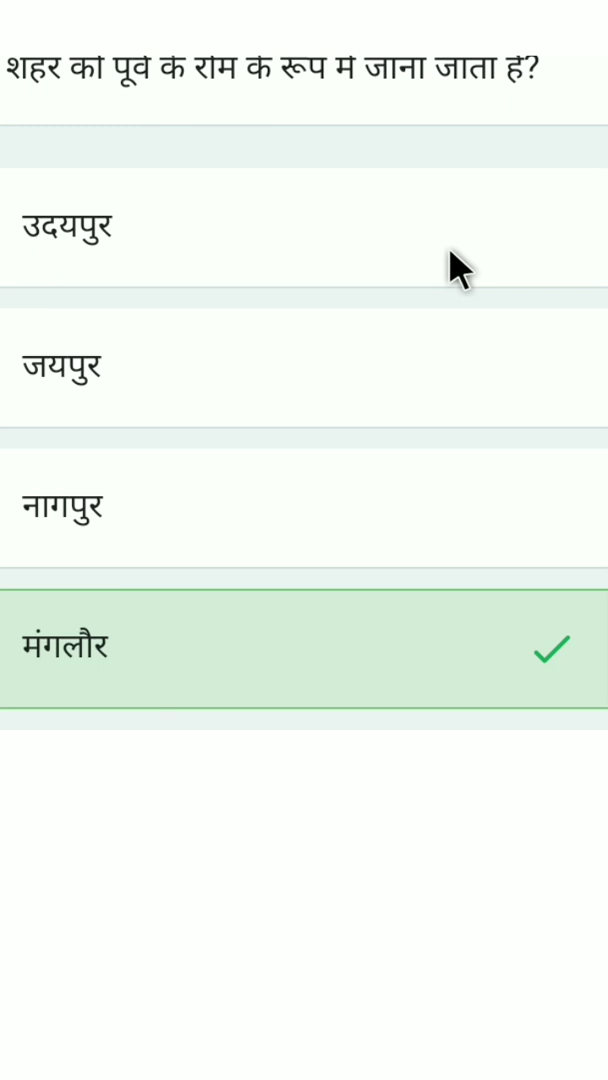 शहर को पूर्व के रोम के रूप में जाना जाता है?
उदयपुर
जयपुर
नागपुर
मंगलौर